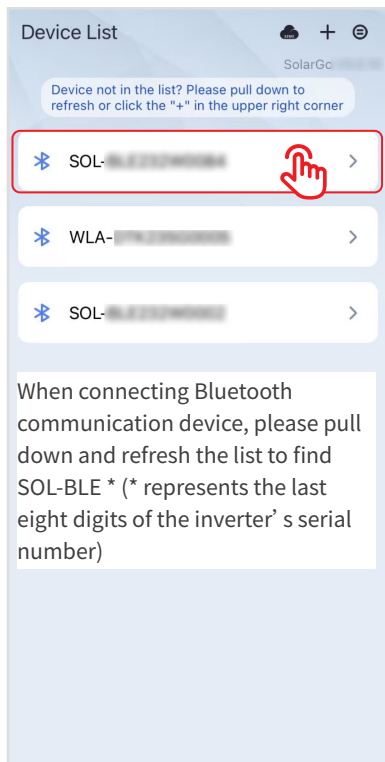 Device List
SolarGo
Device not in the list? Please pull down to
refresh or click the "+" in the upper right corner
SOL-
WLA-
SOL-
When connecting Bluetooth
communication device, please pull
down and refresh the list to find
SOL-BLE * (* represents the last
eight digits of the inverter’s serial
number)